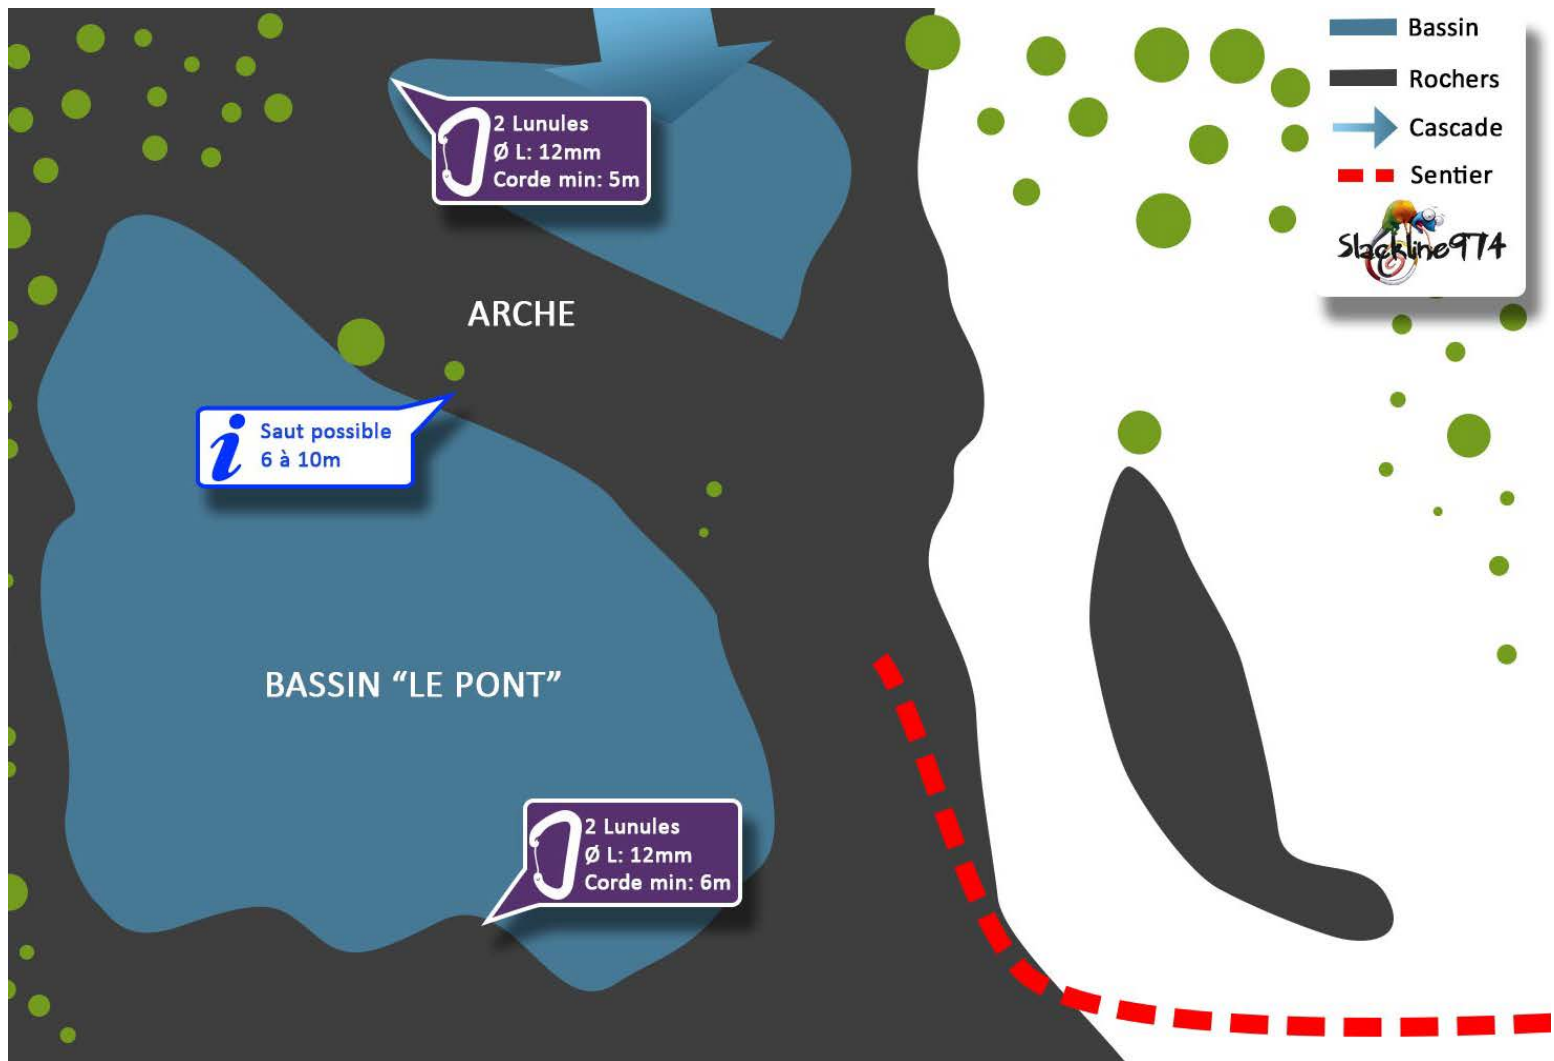 Bassin
Rochers
Cascade
Sentier
Slackline974
2 Lunules
Ø L: 12mm
Corde min: 5m
ARCHE
Saut possible
6 à 10m
BASSIN “LE PONT”
2 Lunules
Ø L: 12mm
Corde min: 6m